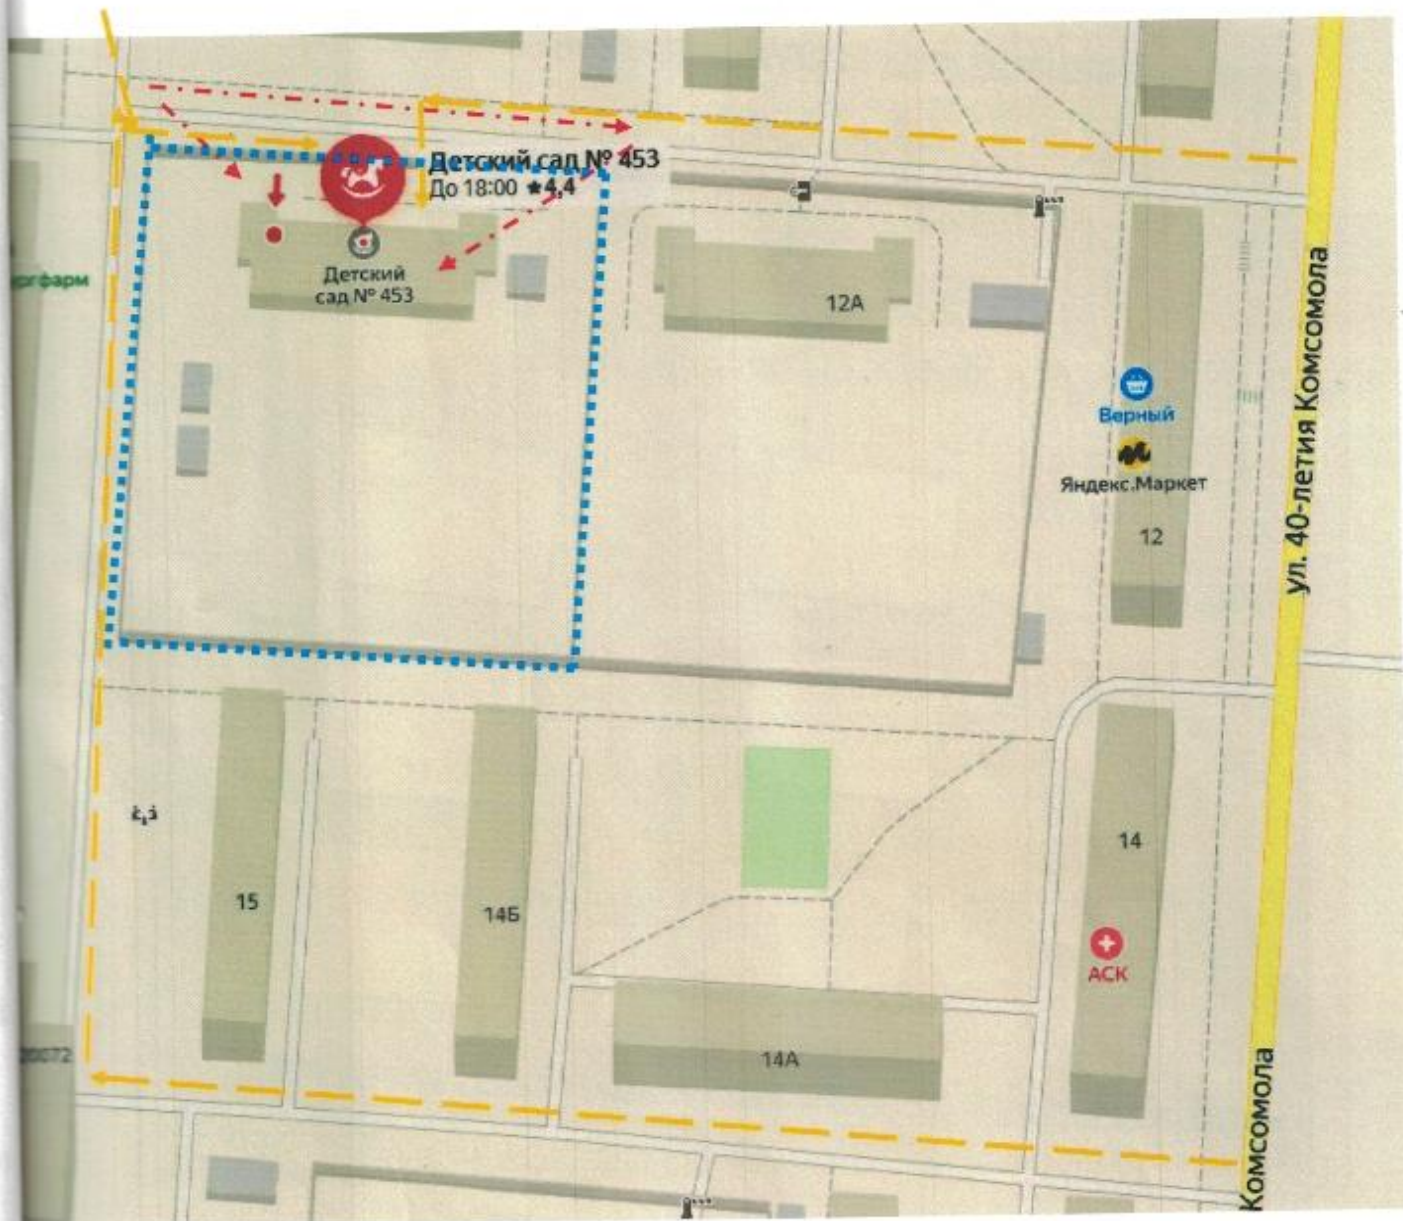 Детский сад № 453
До 18:00 ★4,4
Детский
сад № 453
12А
ул. 40-летия Комсомола
Верный
Яндекс.Маркет
12
14
15
14Б
АСК
14А
Комсомола